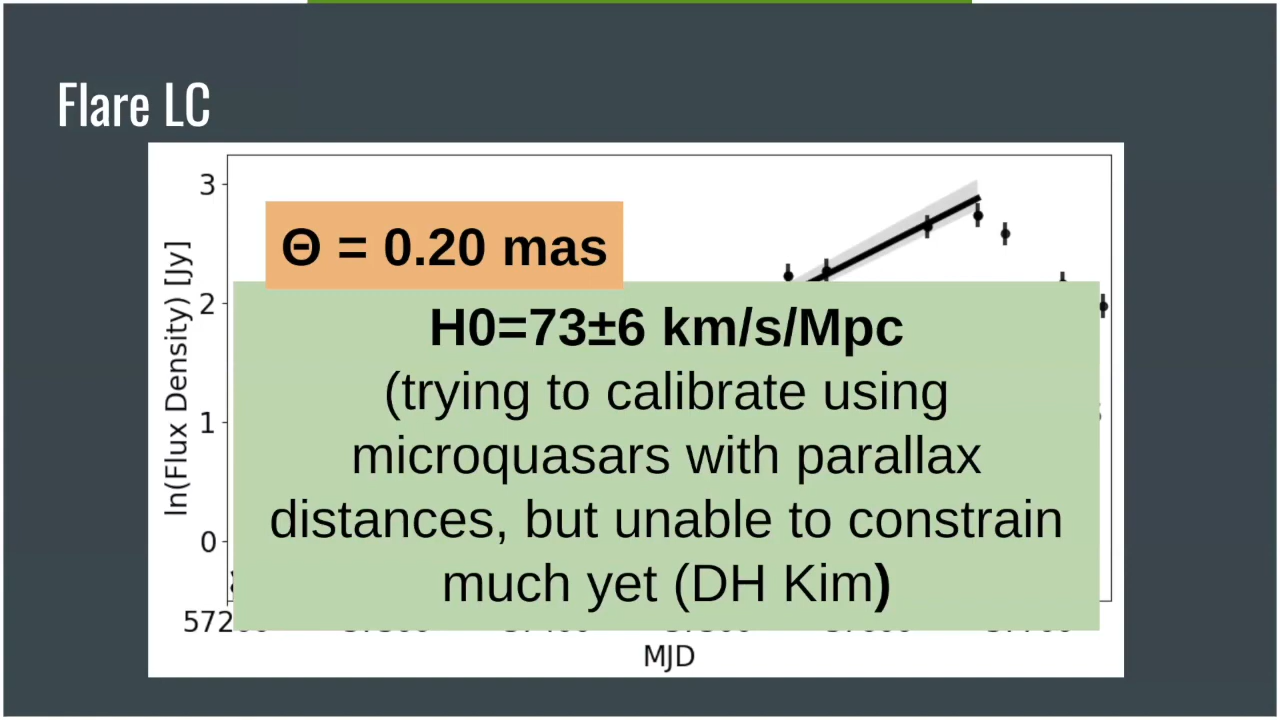 Flare LC
3
Θ = 0.20 mas
ln(Flux Density) [Jy]
2
H0=73±6 km/s/Mpc
(trying to calibrate using
1
microquasars with parallax
distances, but unable to constrain
0
much yet (DH Kim)
MJD